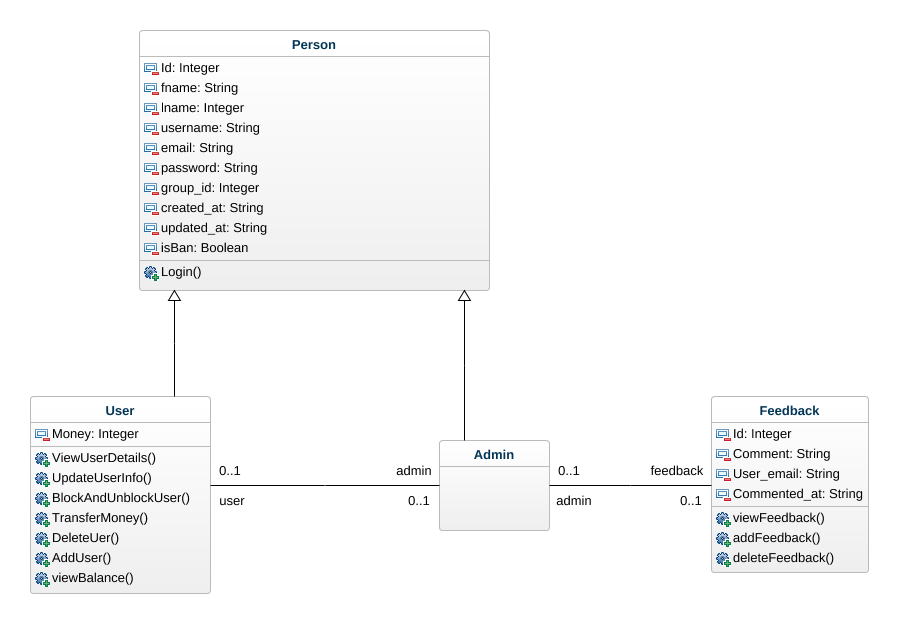 Person
Id: Integer
fname: String
lname: Integer
username: String
email: String
password: String
group_id: Integer
created_at: String
updated_at: String
isBan: Boolean
Login()
User
Money: Integer
ViewUserDetails()
UpdateUserInfo()
BlockAndUnblockUser()
TransferMoney()
DeleteUer()
AddUser()
viewBalance()
0..1
admin
user
0..1
Admin
0..1
feedback
admin
0..1
Feedback
Id: Integer
Comment: String
User_email: String
Commented_at: String
viewFeedback()
addFeedback()
deleteFeedback()